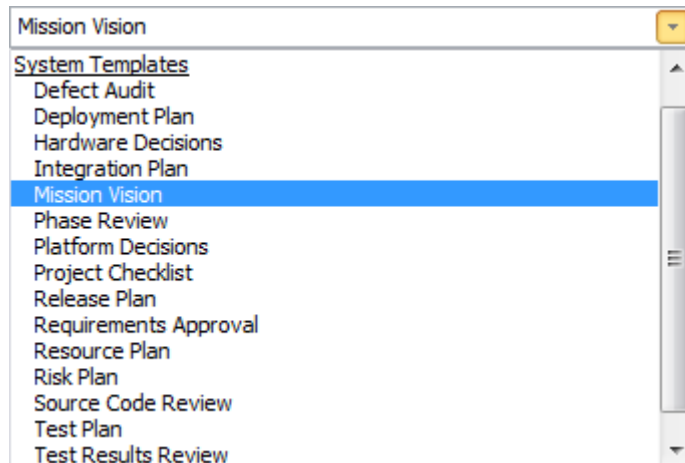 Mission Vision
System Templates
Defect Audit
Deployment Plan
Hardware Decisions
Integration Plan
Mission Vision
Phase Review
Platform Decisions
Project Checklist
Release Plan
Requirements Approval
Resource Plan
Risk Plan
Source Code Review
Test Plan
Test Results Review